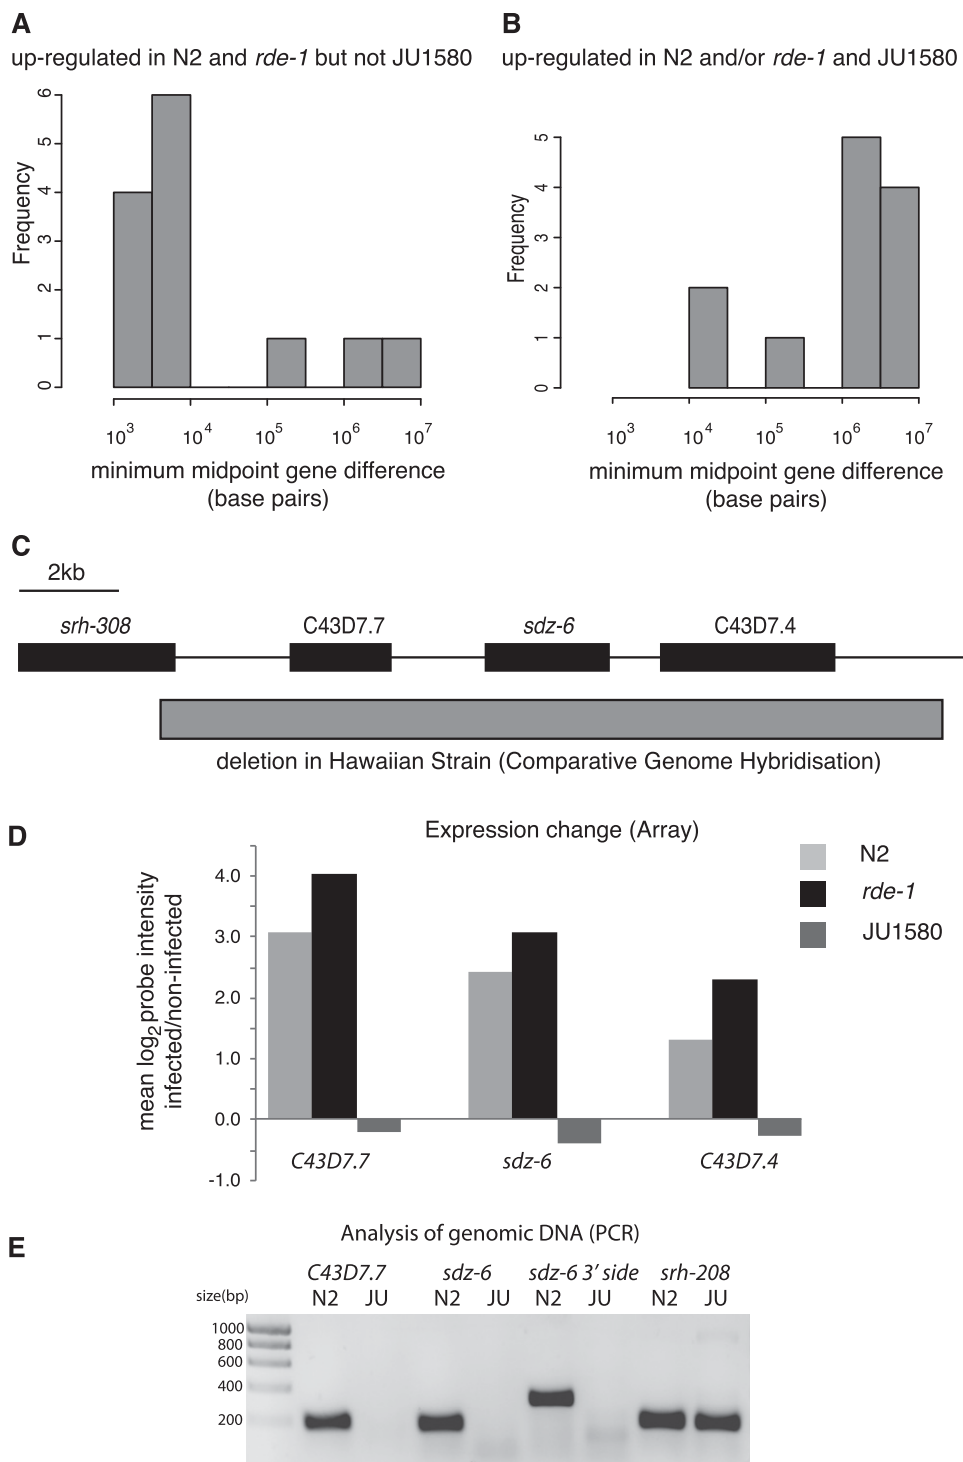 A
up-regulated in N2 and rde-1 but not JU1580
Frequency
6
5
4
3
2
1
0
10^3 10^4 10^5 10^6 10^7
minimum midpoint gene difference
(base pairs)
B
up-regulated in N2 and/or rde-1 and JU1580
Frequency
5
4
3
2
1
0
10^3 10^4 10^5 10^6 10^7
minimum midpoint gene difference
(base pairs)
C
2kb
srh-308 C43D7.7 sdz-6 C43D7.4
deletion in Hawaiian Strain (Comparative Genome Hybridisation)
D
Expression change (Array)
mean log2 probe intensity
infected/non-infected
4.0
3.0
2.0
1.0
0.0
-1.0
C43D7.7 sdz-6 C43D7.4
N2
rde-1
JU1580
E
Analysis of genomic DNA (PCR)
C43D7.7 sdz-6 sdz-6 3' side srh-208
size(bp) N2 JU N2 JU N2 JU N2 JU
1000
800
600
400
200